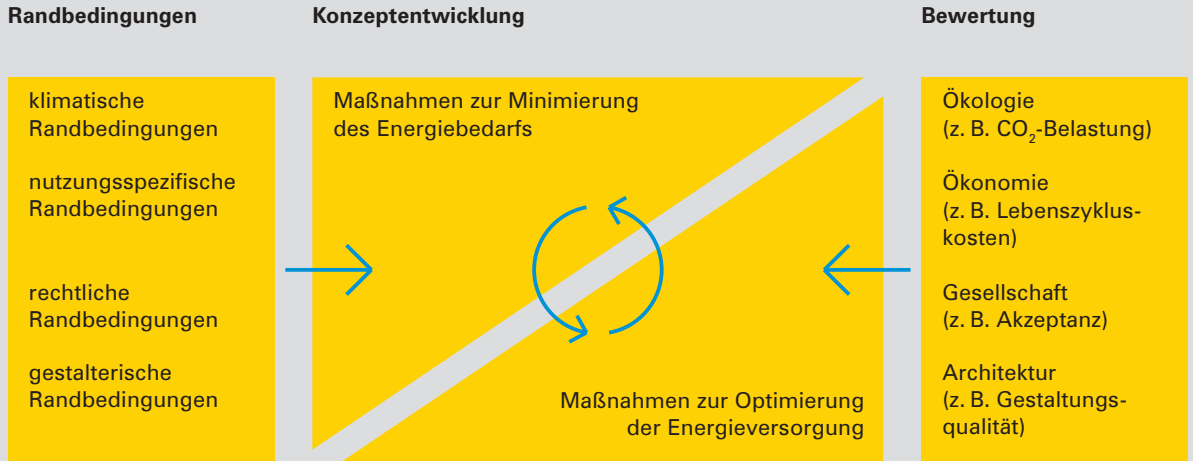 Randbedingungen
Konzeptentwicklung
Bewertung
klimatische
Randbedingungen
nutzungsspezifische
Randbedingungen
rechtliche
Randbedingungen
gestalterische
Randbedingungen
Maßnahmen zur Minimierung
des Energiebedarfs
Maßnahmen zur Optimierung
der Energieversorgung
Ökologie
(z. B. CO₂-Belastung)
Ökonomie
(z. B. Lebenszyklus-
kosten)
Gesellschaft
(z. B. Akzeptanz)
Architektur
(z. B. Gestaltungs-
qualität)